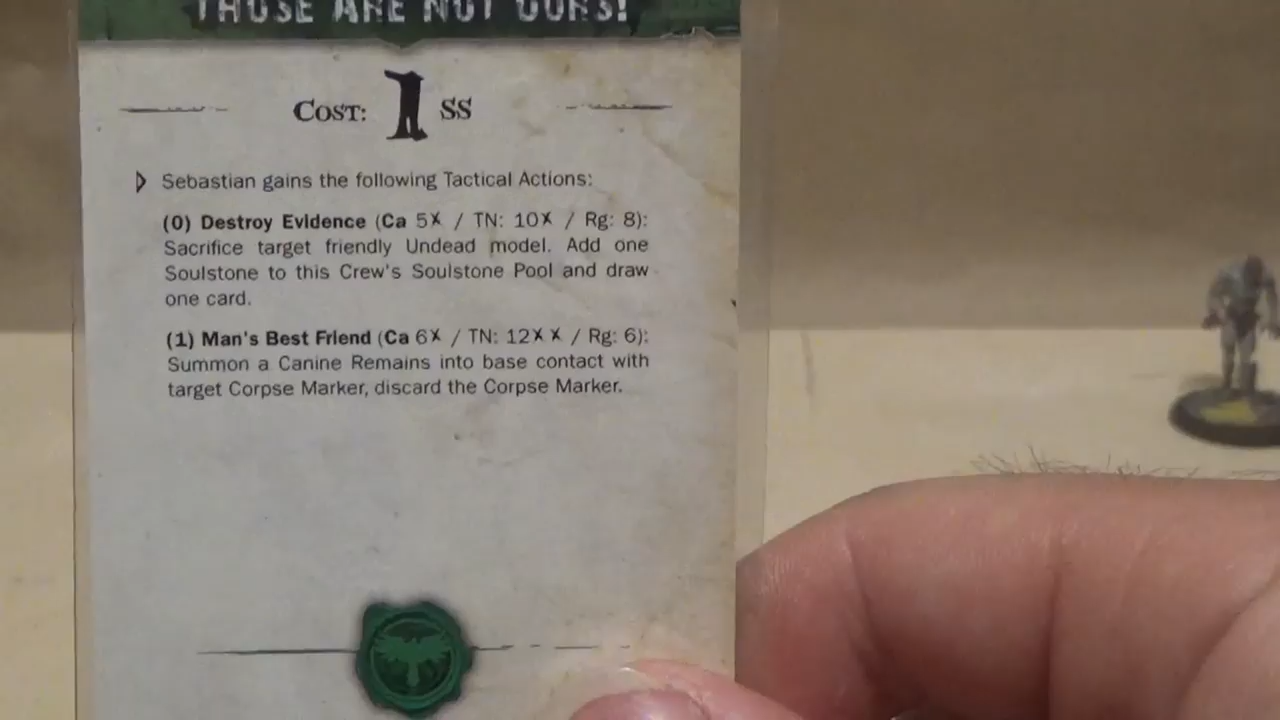 THOSE ARE NOT OURS!
COST: 1 SS
Sebastian gains the following Tactical Actions:
(0) Destroy Evidence (Ca 5X / TN: 10X / Rg: 8):
Sacrifice target friendly Undead model. Add one
Soulstone to this Crew's Soulstone Pool and draw
one card.
(1) Man's Best Friend (Ca 6X / TN: 12X X / Rg: 6):
Summon a Canine Remains into base contact with
target Corpse Marker, discard the Corpse Marker.